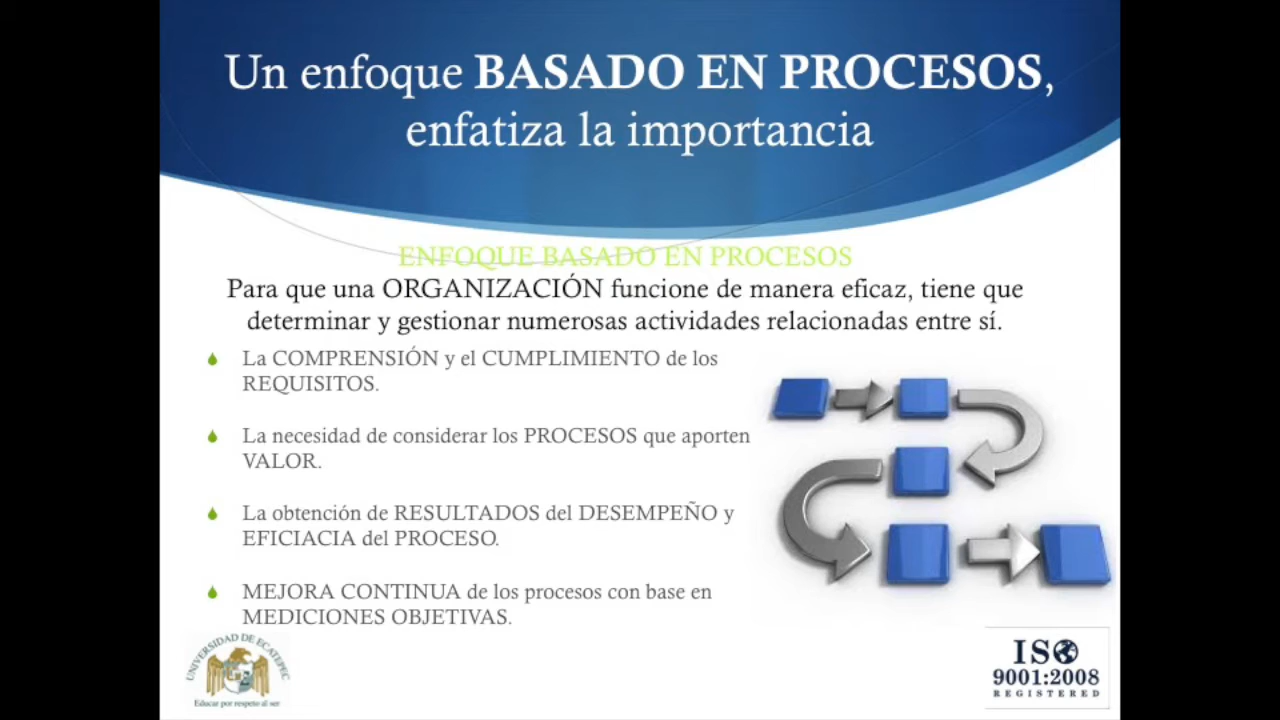 Un enfoque BASADO EN PROCESOS,
enfatiza la importancia
ENFOQUE BASADO EN PROCESOS
Para que una ORGANIZACIÓN funcione de manera eficaz, tiene que
determinar y gestionar numerosas actividades relacionadas entre sí.
La COMPRENSIÓN y el CUMPLIMIENTO de los
REQUISITOS.
La necesidad de considerar los PROCESOS que aporten
VALOR.
La obtención de RESULTADOS del DESEMPEÑO y
EFICIACIA del PROCESO.
MEJORA CONTINUA de los procesos con base en
MEDICIONES OBJETIVAS.
UNIVERSIDAD DE ECATEPEC
Educar por respeto al ser
ISO
9001:2008
REGISTERED